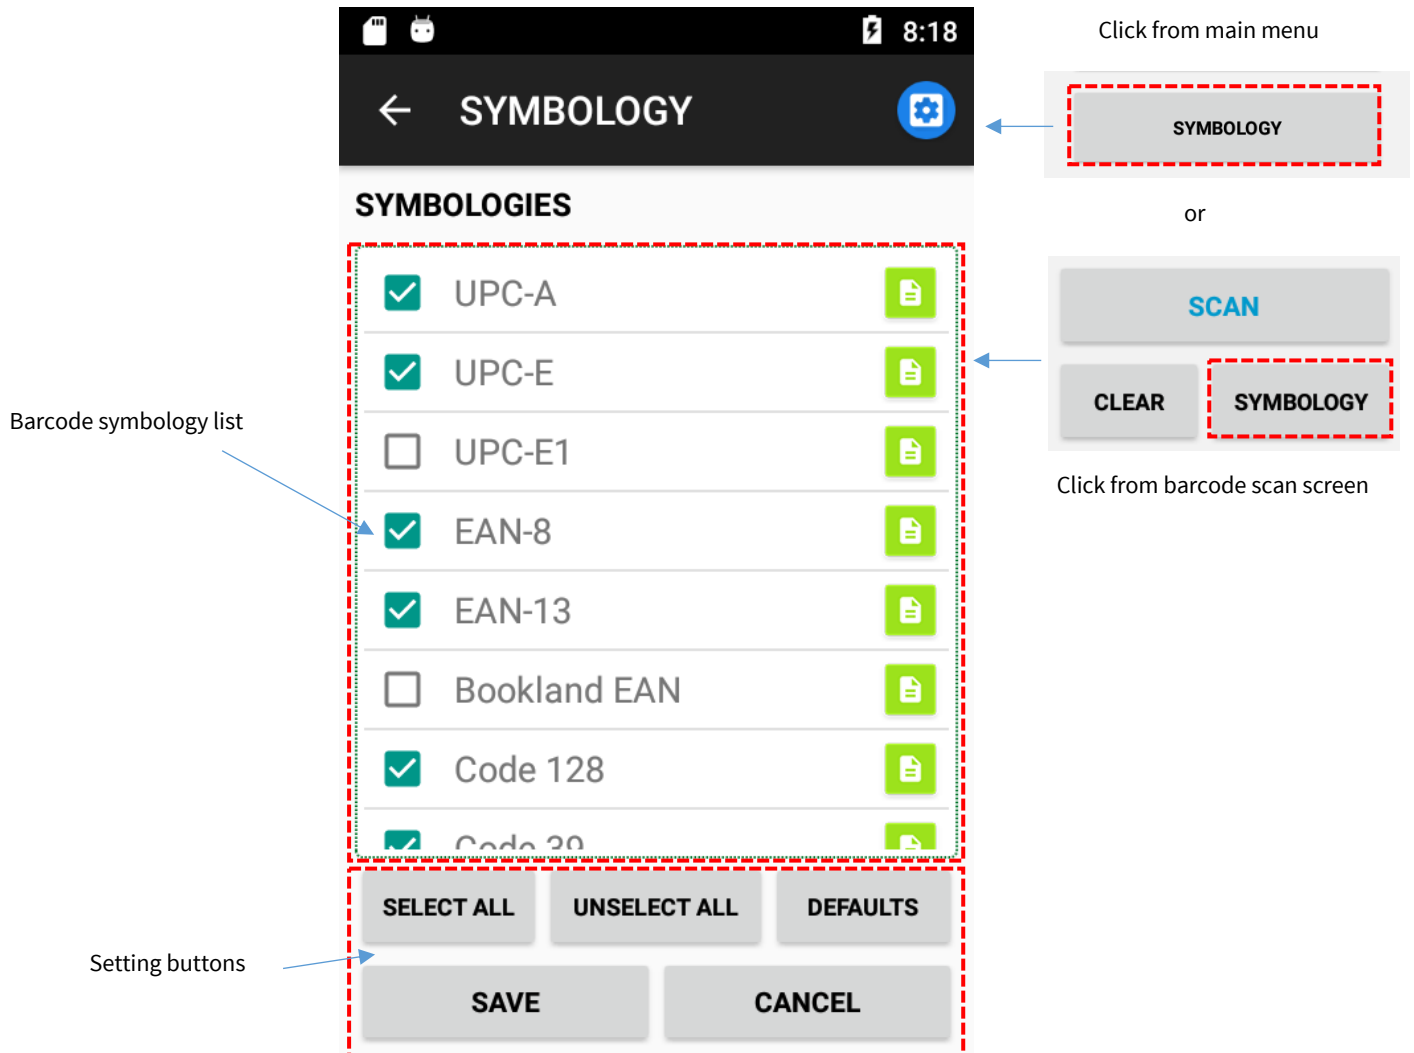 8:18
SYMBOLOGY
SYMBOLOGIES
UPC-A
UPC-E
UPC-E1
EAN-8
EAN-13
Bookland EAN
Code 128
Code 39
SELECT ALL UNSELECT ALL DEFAULTS
SAVE CANCEL
Barcode symbology list
Setting buttons
Click from main menu
SYMBOLOGY
or
SCAN
CLEAR SYMBOLOGY
Click from barcode scan screen